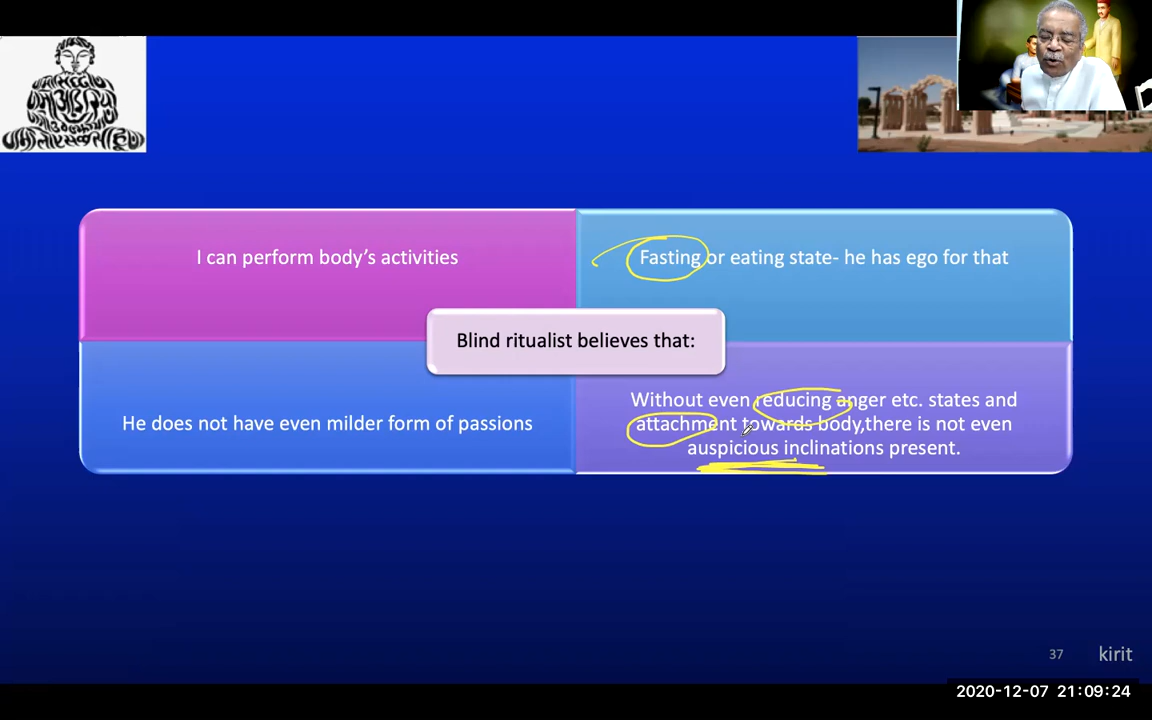 I can perform body's activities
Fasting or eating state- he has ego for that
Blind ritualist believes that:
He does not have even milder form of passions
Without even reducing anger etc. states and
attachment towards body,there is not even
auspicious inclinations present.
37
kirit
2020-12-07 21:09:24